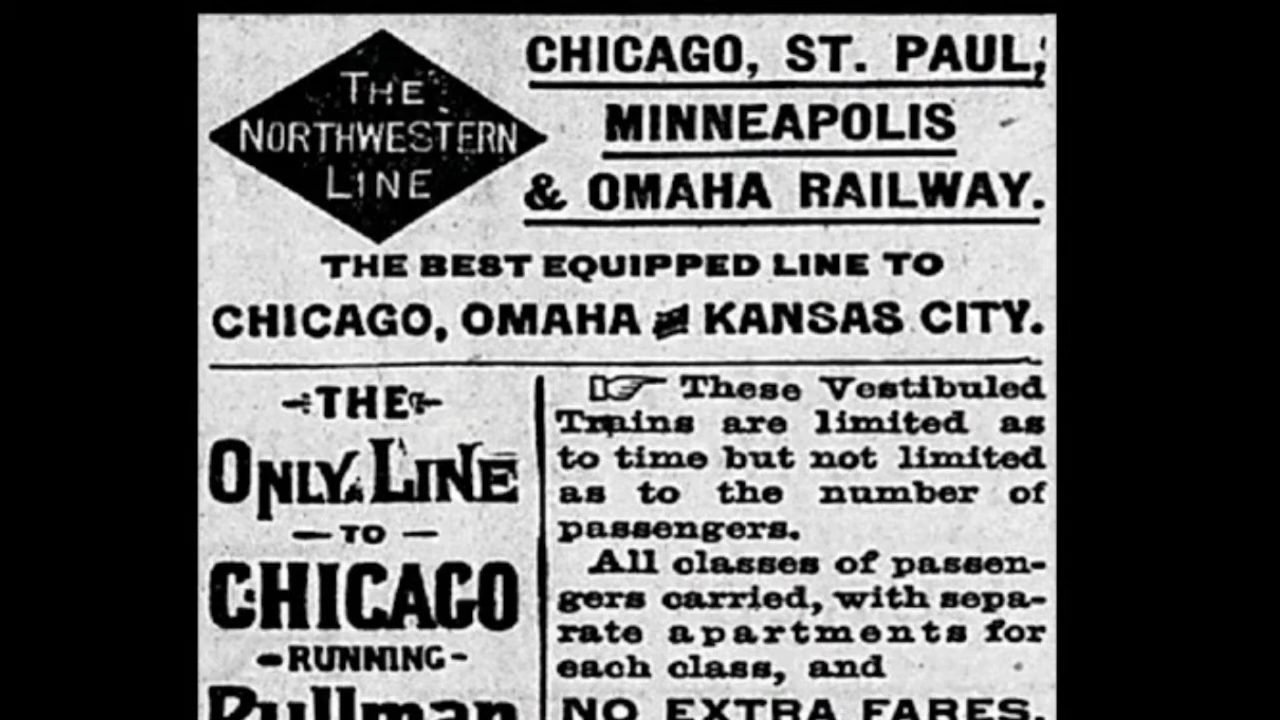 THE
NORTHWESTERN
LINE
CHICAGO, ST. PAUL,
MINNEAPOLIS
& OMAHA RAILWAY.
THE BEST EQUIPPED LINE TO
CHICAGO, OMAHA and KANSAS CITY.
THE
ONLY LINE
TO
CHICAGO
RUNNING
Pullman
These Vestibuled
Trains are limited as
to time but not limited
as to the number of
passengers.
All classes of passen-
gers carried, with sepa-
rate apartments for
each class, and
NO EXTRA FARES.